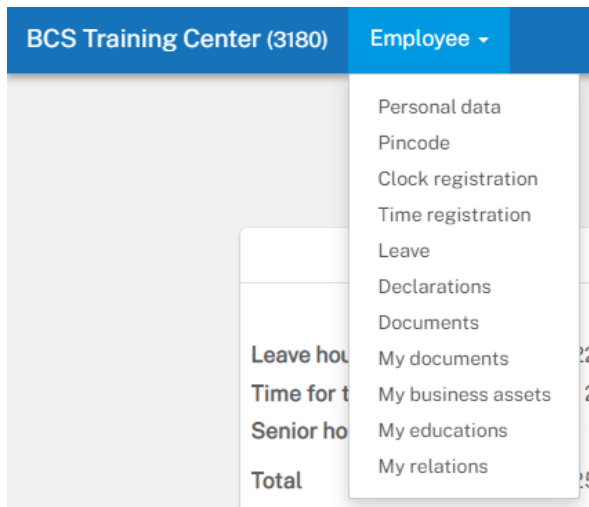 BCS Training Center (3180) Employee
Personal data
Pincode
Clock registration
Time registration
Leave
Declarations
Documents
My documents
My business assets
My educations
My relations
Leave hou
Time for t
Senior ho
Total